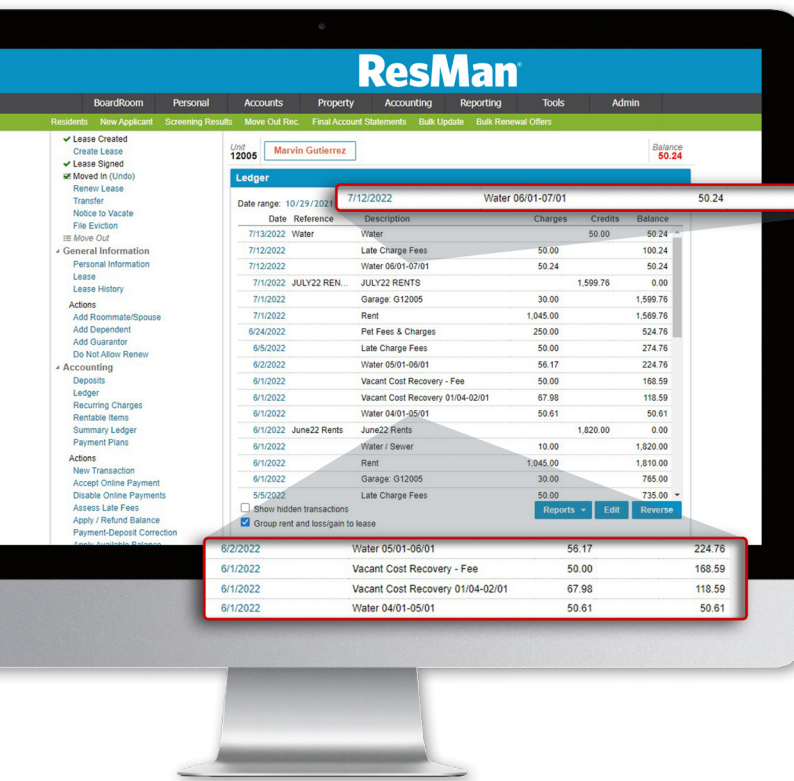 ResMan®
BoardRoom Personal Accounts Property Accounting Reporting Tools Admin
Residents New Applicant Screening Results Move Out Rec. Final Account Statements Bulk Update Bulk Renewal Offers
Lease Created
Create Lease
Lease Signed
Moved In (Undo)
Renew Lease
Transfer
Notice to Vacate
File Eviction
Move Out
General Information
Personal Information
Lease
Lease History
Actions
Add Roommate/Spouse
Add Dependent
Add Guarantor
Do Not Allow Renew
Accounting
Deposits
Ledger
Recurring Charges
Rentable Items
Summary Ledger
Payment Plans
Actions
New Transaction
Accept Online Payment
Disable Online Payments
Assess Late Fees
Apply / Refund Balance
Payment-Deposit Correction
Apply Available Balance
Unit
12005 Marvin Gutierrez
Balance
50.24
Ledger
7/12/2022 Water 06/01-07/01 50.24
Date range: 10/29/2021
Date Reference Description Charges Credits Balance
7/13/2022 Water Water 50.00 50.24
7/12/2022 Late Charge Fees 50.00 100.24
7/12/2022 Water 06/01-07/01 50.24 50.24
7/1/2022 JULY22 REN... JULY22 RENTS 1,599.76 0.00
7/1/2022 Garage: G12005 30.00 1,599.76
7/1/2022 Rent 1,045.00 1,569.76
6/24/2022 Pet Fees & Charges 250.00 524.76
6/5/2022 Late Charge Fees 50.00 274.76
6/2/2022 Water 05/01-06/01 56.17 224.76
6/1/2022 Vacant Cost Recovery - Fee 50.00 168.59
6/1/2022 Vacant Cost Recovery 01/04-02/01 67.98 118.59
6/1/2022 Water 04/01-05/01 50.61 50.61
6/1/2022 June22 Rents June22 Rents 1,820.00 0.00
6/1/2022 Water / Sewer 10.00 1,820.00
6/1/2022 Rent 1,045.00 1,810.00
6/1/2022 Garage: G12005 30.00 765.00
5/5/2022 Late Charge Fees 50.00 735.00
Show hidden transactions
Group rent and loss/gain to lease
Reports Edit Reverse
6/2/2022 Water 05/01-06/01 56.17 224.76
6/1/2022 Vacant Cost Recovery - Fee 50.00 168.59
6/1/2022 Vacant Cost Recovery 01/04-02/01 67.98 118.59
6/1/2022 Water 04/01-05/01 50.61 50.61